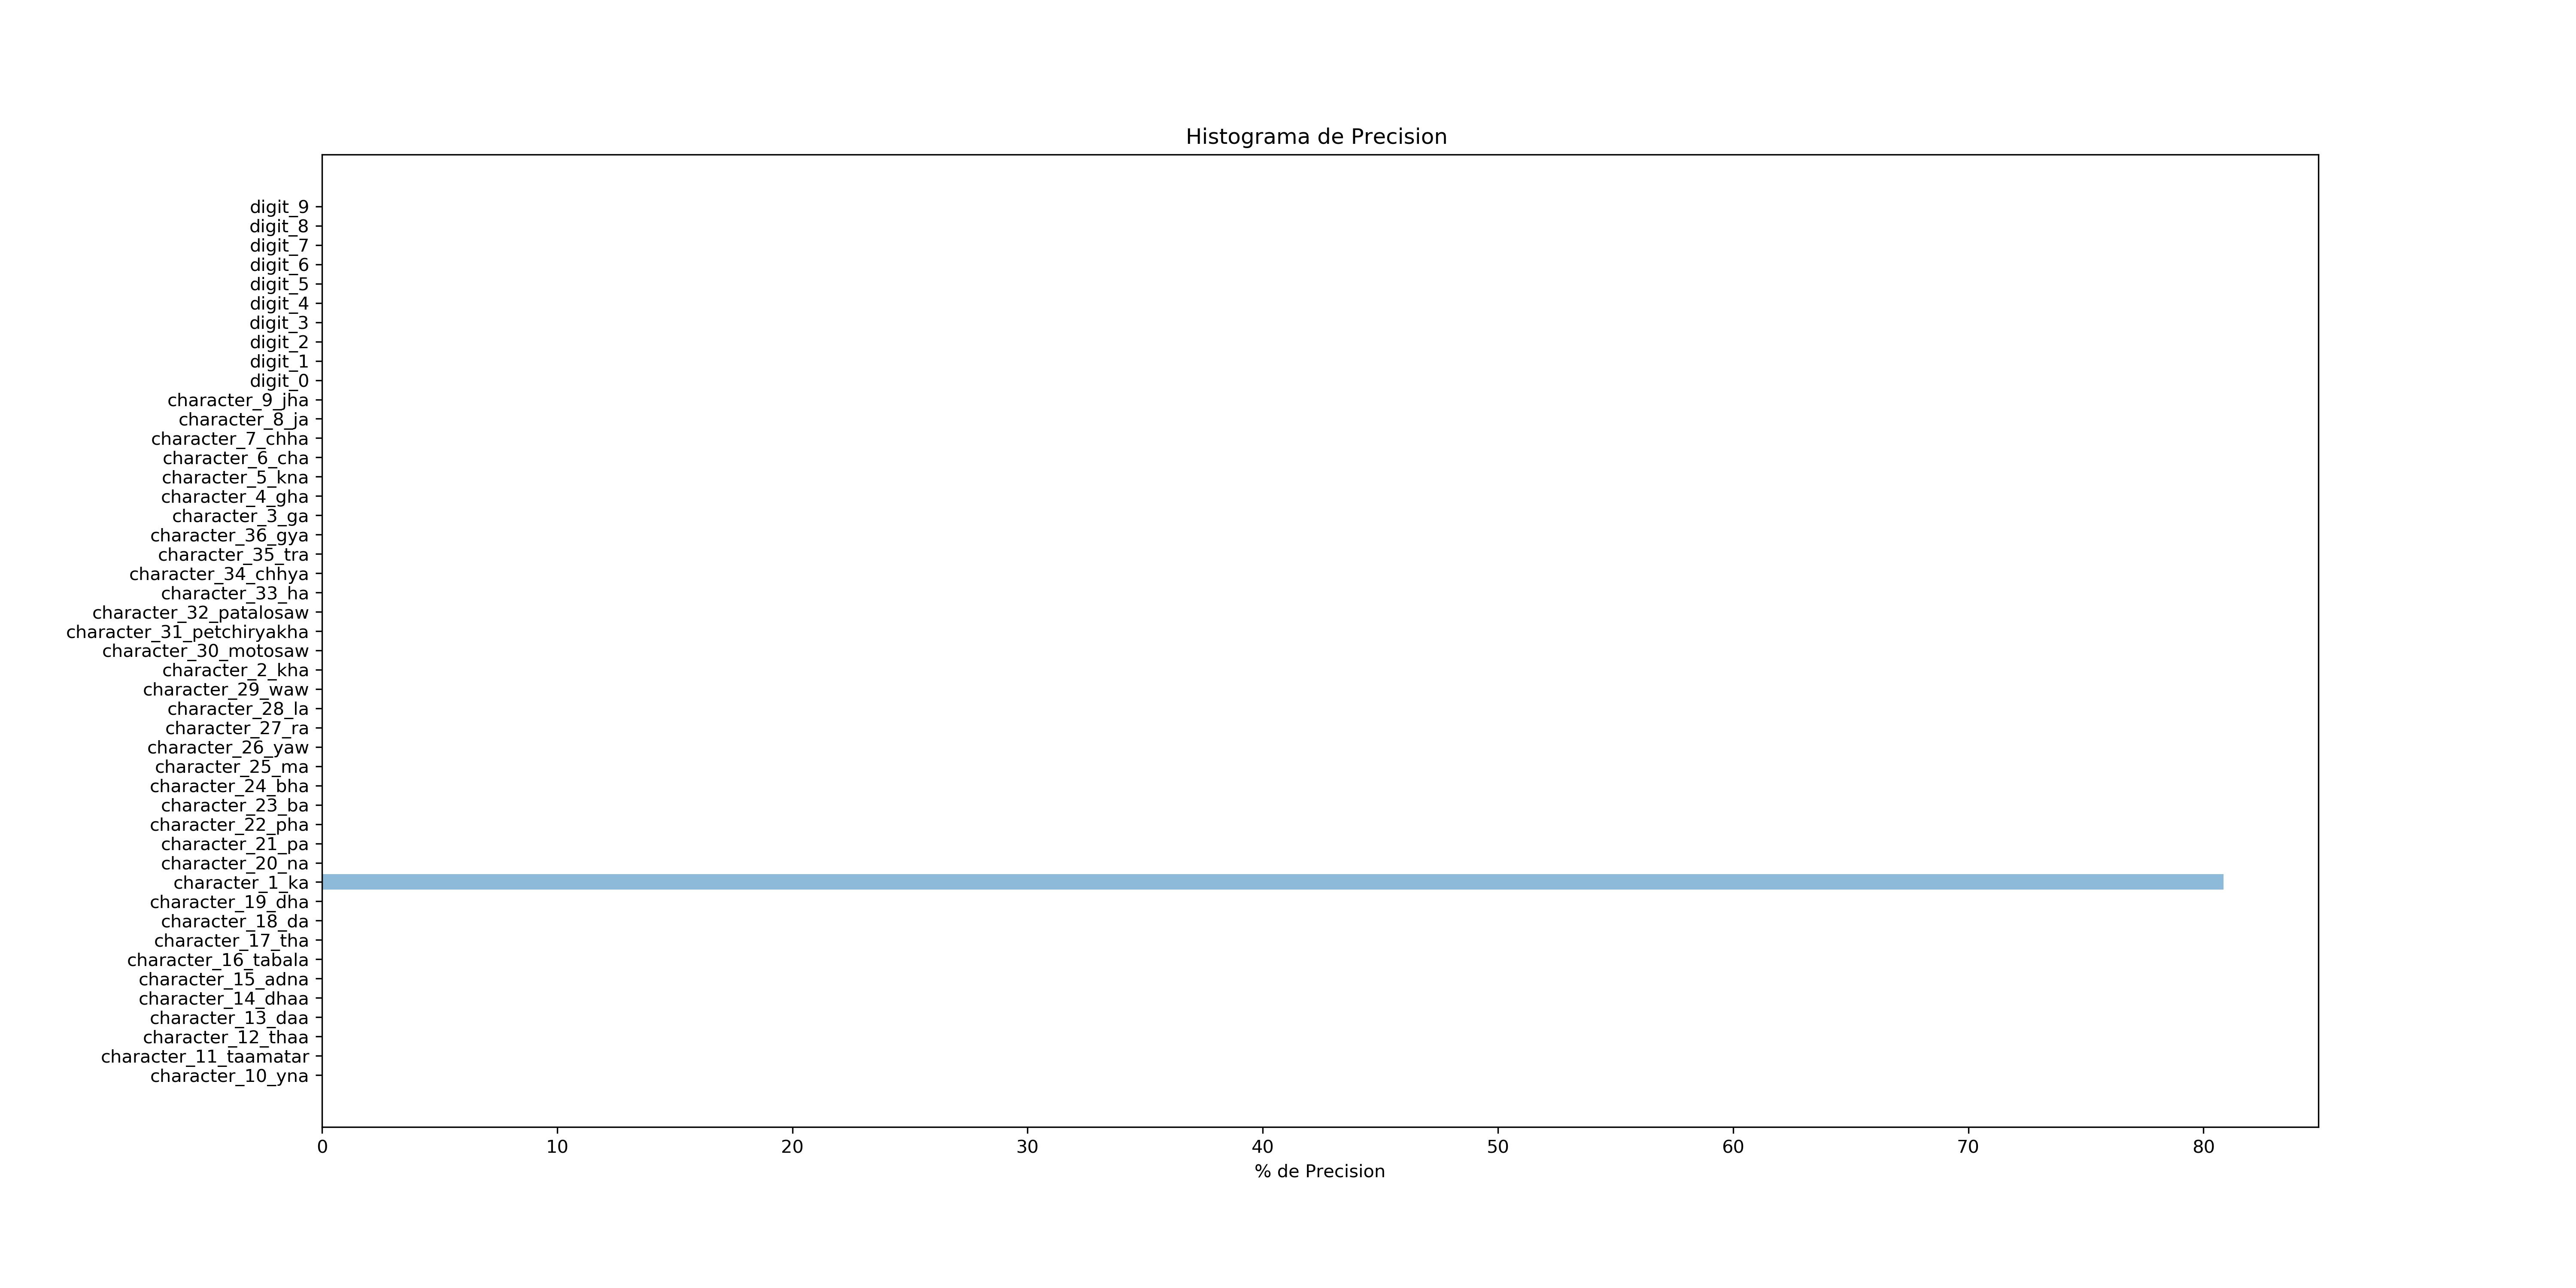 Histograma de Precision
digit_9
digit_8
digit_7
digit_6
digit_5
digit_4
digit_3
digit_2
digit_1
digit_0
character_9_jha
character_8_ja
character_7_chha
character_6_cha
character_5_kna
character_4_gha
character_3_ga
character_36_gya
character_35_tra
character_34_chhya
character_33_ha
character_32_patalosaw
character_31_petchiryakha
character_30_motosaw
character_2_kha
character_29_waw
character_28_la
character_27_ra
character_26_yaw
character_25_ma
character_24_bha
character_23_ba
character_22_pha
character_21_pa
character_20_na
character_1_ka
character_19_dha
character_18_da
character_17_tha
character_16_tabala
character_15_adna
character_14_dhaa
character_13_daa
character_12_thaa
character_11_taamatar
character_10_yna
0 10 20 30 40 50 60 70 80
% de Precision